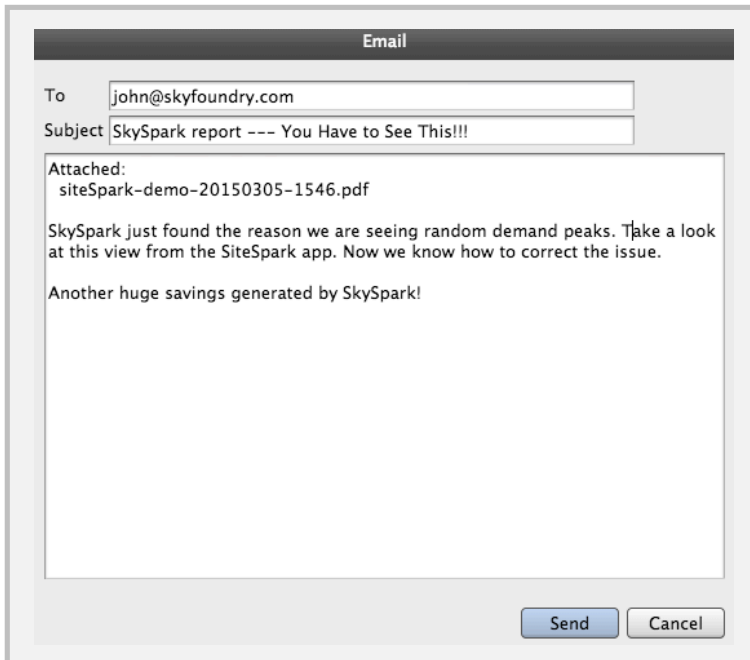 Email
To john@skyfoundry.com
Subject SkySpark report --- You Have to See This!!!
Attached:
siteSpark-demo-20150305-1546.pdf
SkySpark just found the reason we are seeing random demand peaks. Take a look
at this view from the SiteSpark app. Now we know how to correct the issue.
Another huge savings generated by SkySpark!
Send Cancel